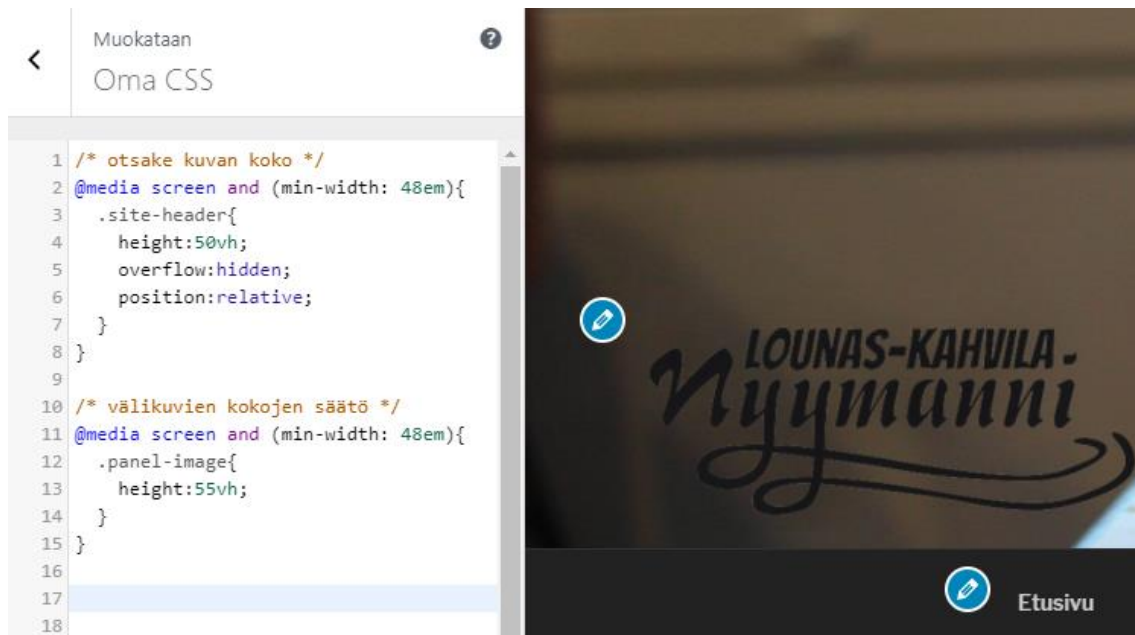 Muokataan
Oma CSS
1 /* otsake kuvan koko */
2 @media screen and (min-width: 48em){
3 .site-header{
4 height:50vh;
5 overflow:hidden;
6 position:relative;
7 }
8 }
9
10 /* välikuvien kokojen säätö */
11 @media screen and (min-width: 48em){
12 .panel-image{
13 height:55vh;
14 }
15 }
16
17
18
LOUNAS-KAHVILA
Nyymanni
Etusivu